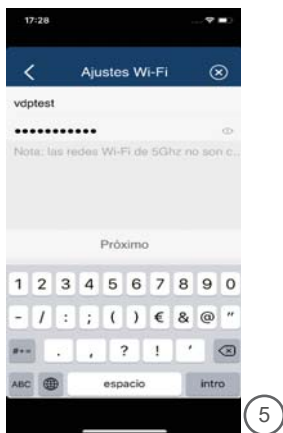 17:28
Ajustes Wi-Fi
vdptest
•••••••••••
Nota: las redes Wi-Fi de 5Ghz no son c...
Próximo
1 2 3 4 5 6 7 8 9 0
- / : ; ( ) € & @ "
#+= . , ? ! '
ABC espacio intro
5